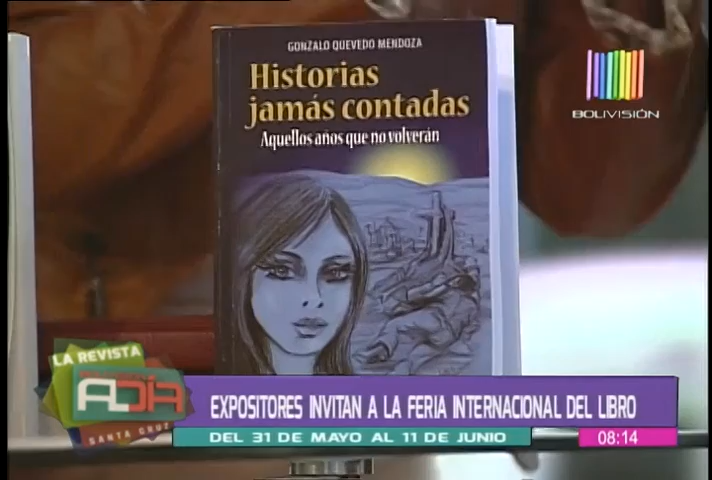 GONZALO QUEVEDO MENDOZA
Historias
jamás contadas
Aquellos años que no volverán
BOLIVISIÓN
LA REVISTA
ALDÍA
SANTA CRUZ
EXPOSITORES INVITAN A LA FERIA INTERNACIONAL DEL LIBRO
DEL 31 DE MAYO AL 11 DE JUNIO
08:14